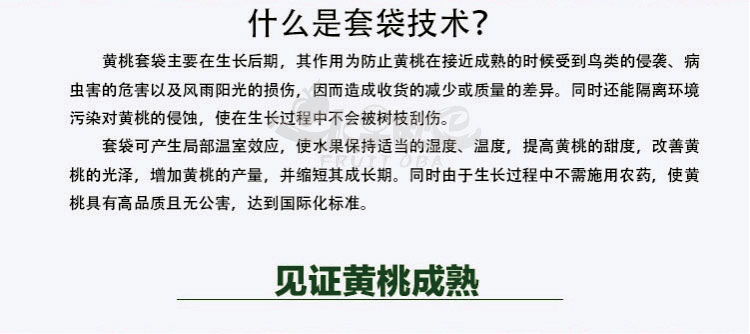 什么是套袋技术？
黄桃套袋主要在生长后期，其作用为防止黄桃在接近成熟的时候受到鸟类的侵袭、病
虫害的危害以及风雨阳光的损伤，因而造成收货的减少或质量的差异。同时还能隔离环境
污染对黄桃的侵蚀，使在生长过程中不会被树枝刮伤。
套袋可产生局部温室效应，使水果保持适当的湿度、温度，提高黄桃的甜度，改善黄
桃的光泽，增加黄桃的产量，并缩短其成长期。同时由于生长过程中不需施用农药，使黄
桃具有高品质且无公害，达到国际化标准。
FRUIT OBA
见证黄桃成熟